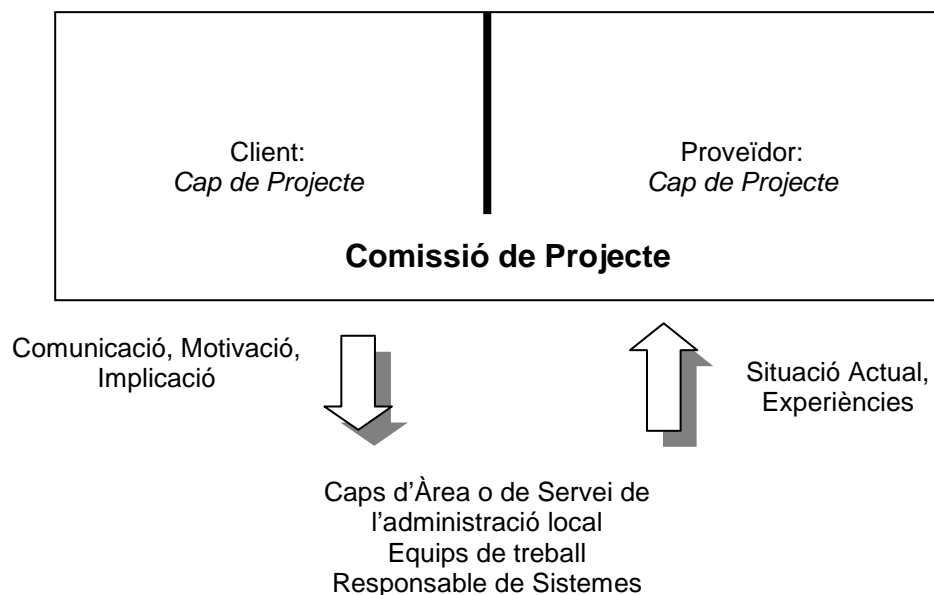 Client:
Cap de Projecte
Proveïdor:
Cap de Projecte
Comissió de Projecte
Comunicació, Motivació,
Implicació
Situació Actual,
Experiències
Caps d’Àrea o de Servei de
l’administració local
Equips de treball
Responsable de Sistemes